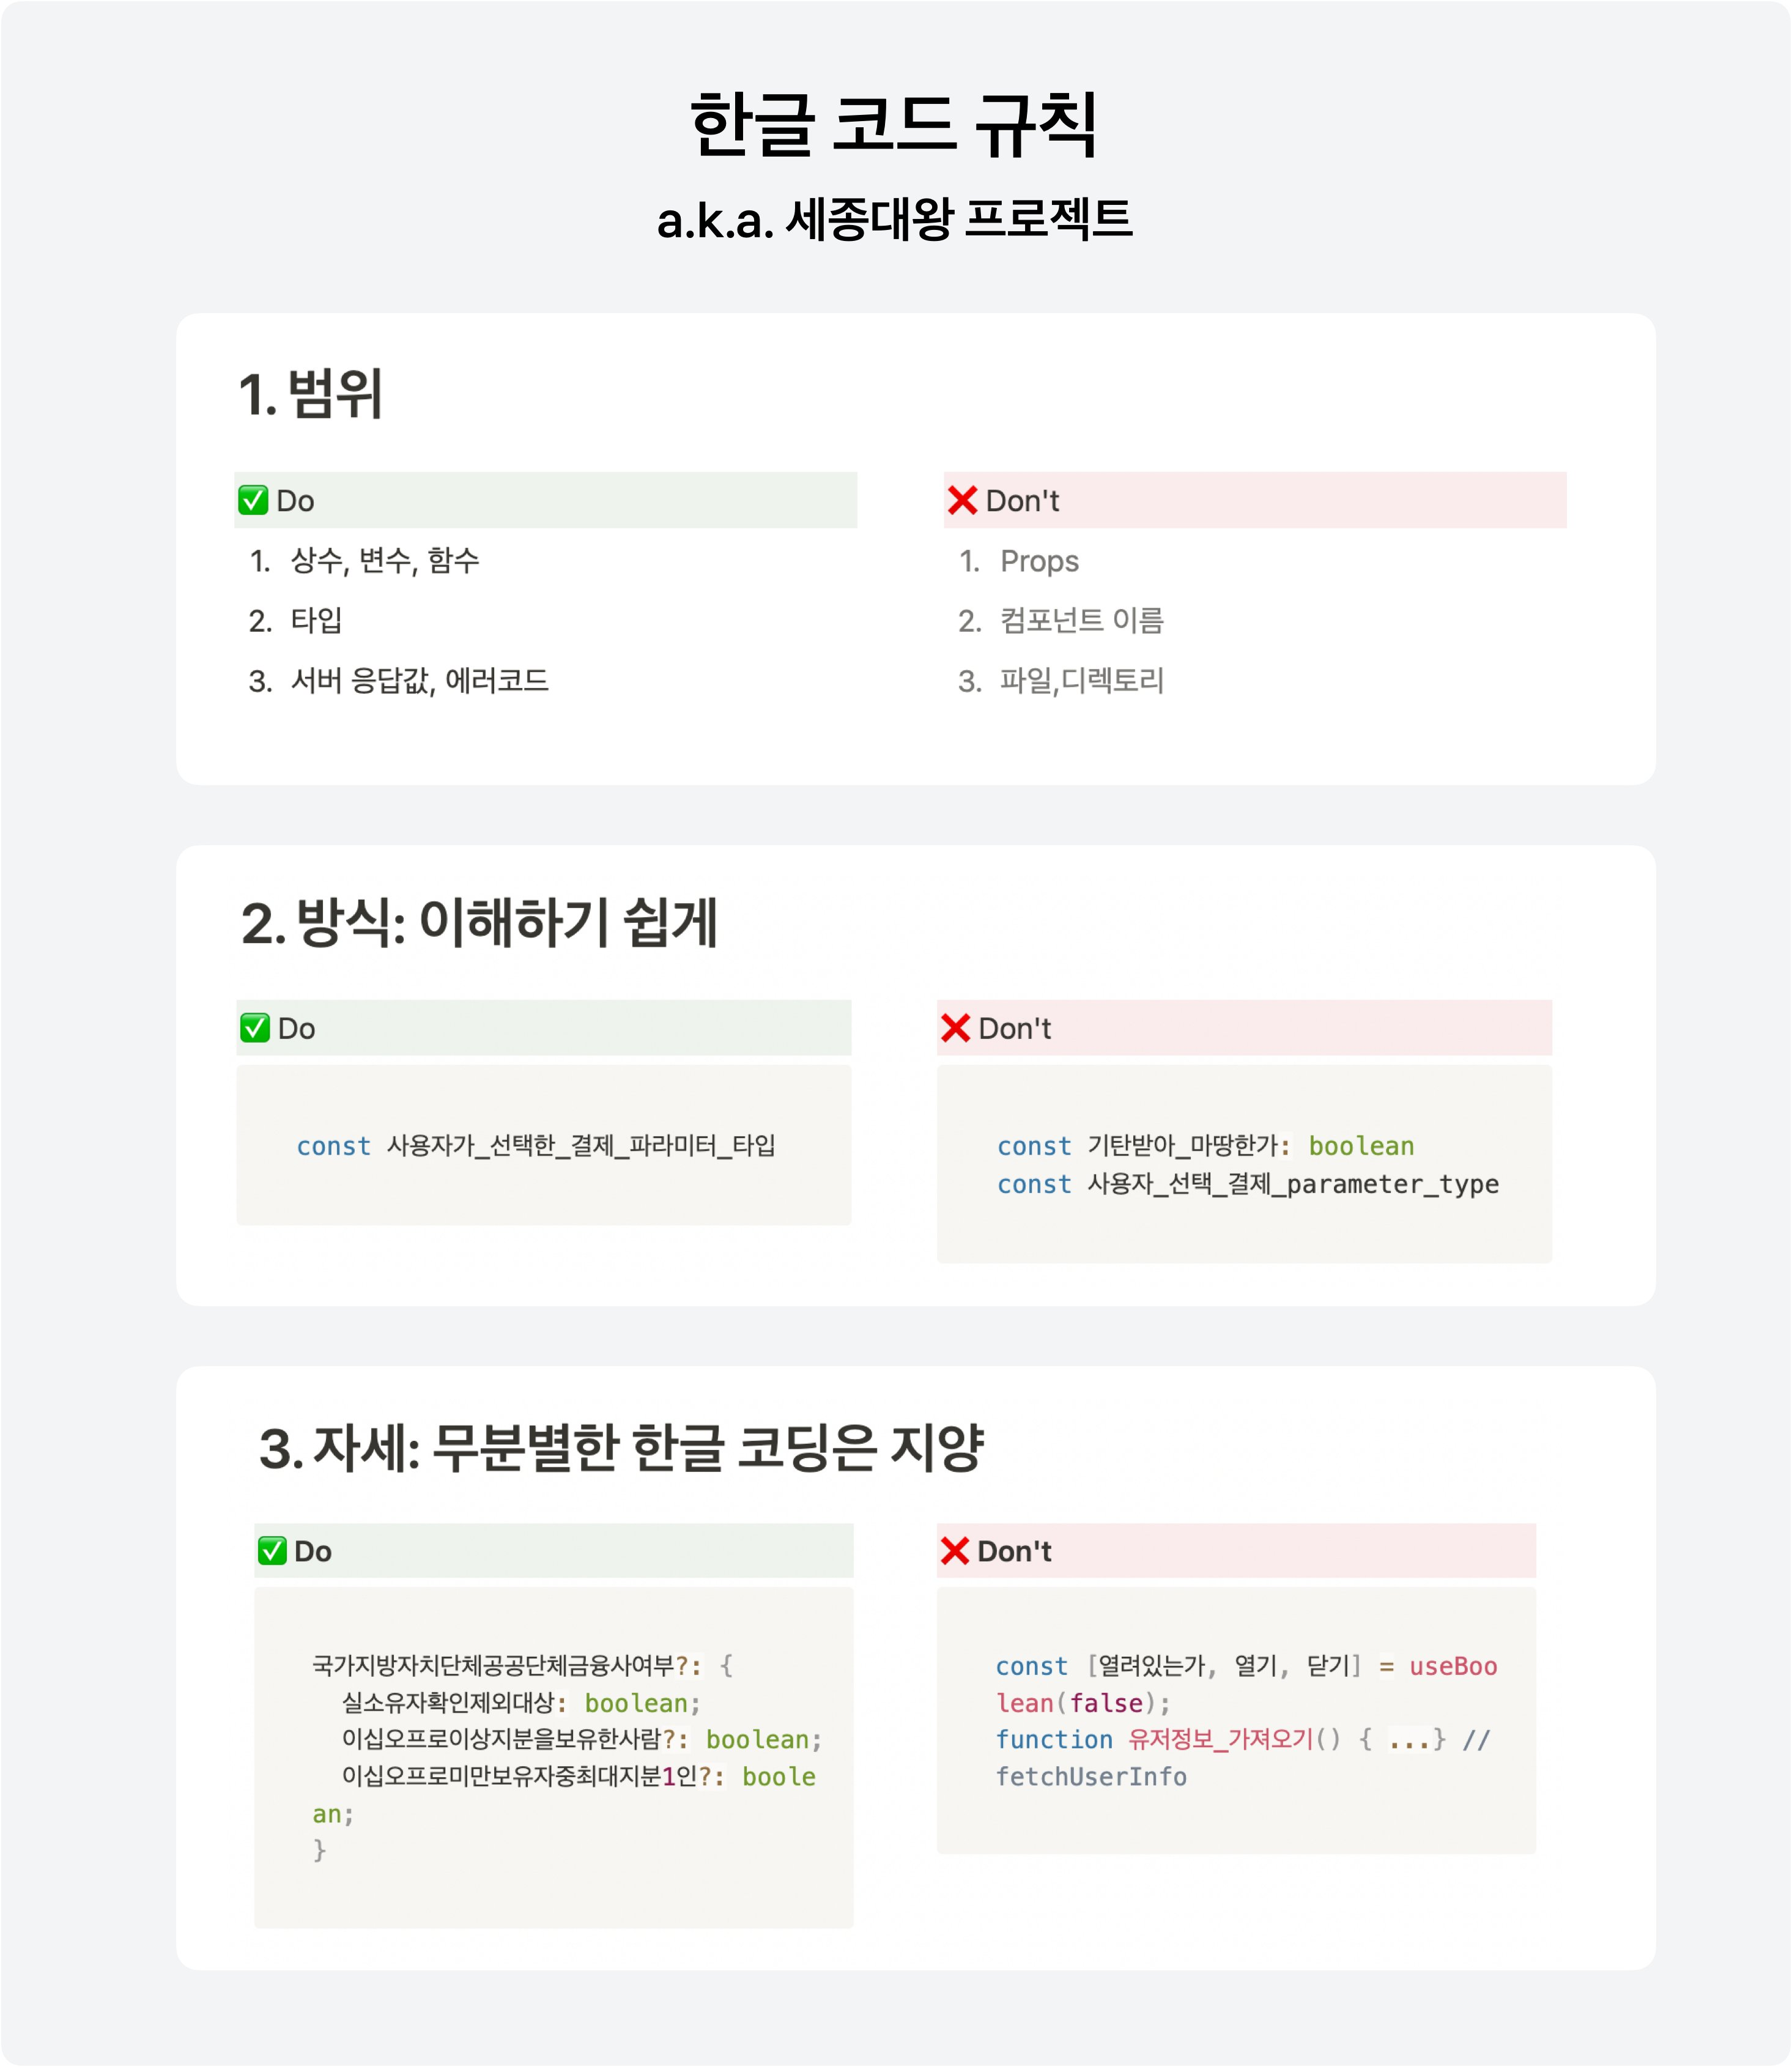 한글 코드 규칙
a.k.a. 세종대왕 프로젝트
1. 범위
✅ Do
1. 상수, 변수, 함수
2. 타입
3. 서버 응답값, 에러코드
❌ Don't
1. Props
2. 컴포넌트 이름
3. 파일,디렉토리
2. 방식: 이해하기 쉽게
✅ Do
const 사용자가_선택한_결제_파라미터_타입
❌ Don't
const 기탄받아_마땅한가: boolean
const 사용자_선택_결제_parameter_type
3. 자세: 무분별한 한글 코딩은 지양
✅ Do
국가지방자치단체공공단체금융사여부?: {
실소유자확인제외대상: boolean;
이십오프로이상지분을보유한사람?: boolean;
이십오프로미만보유자중최대지분1인?: boole
an;
}
❌ Don't
const [열려있는가, 열기, 닫기] = useBoo
lean(false);
function 유저정보_가져오기() { ...} //
fetchUserInfo